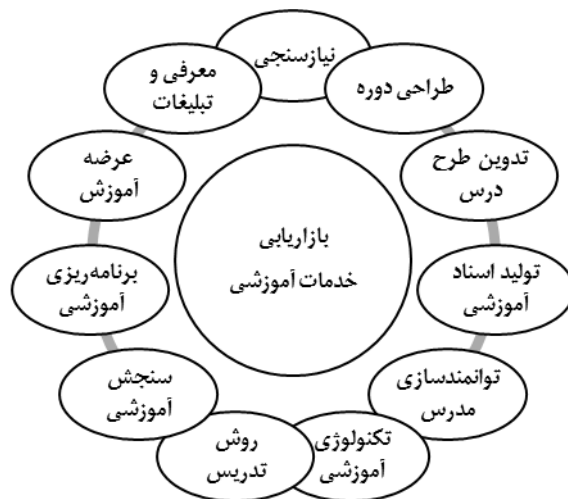 نیازسنجی
طراحی دوره
تدوین طرح
درس
تولید اسناد
آموزشی
توانمندسازی
مدرس
تکنولوژی
آموزشی
روش
تدریس
سنجش
آموزشی
برنامه‌ریزی
آموزشی
عرضه
آموزش
معرفی و
تبلیغات
بازاریابی
خدمات آموزشی